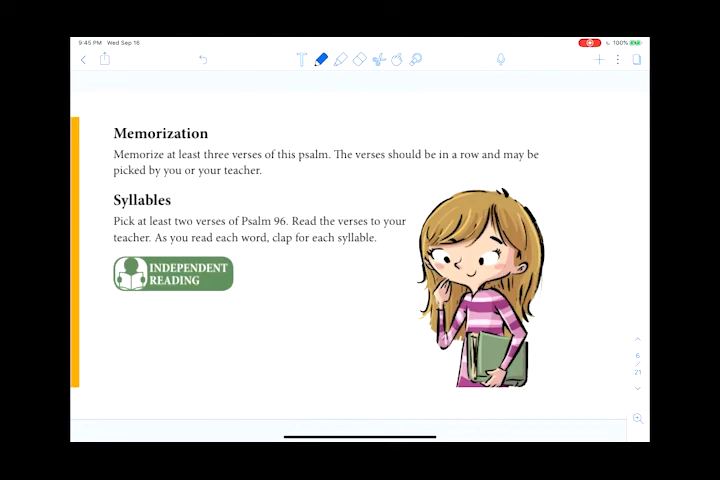 9:45 PM Wed Sep 16
100%
T
Memorization
Memorize at least three verses of this psalm. The verses should be in a row and may be
picked by you or your teacher.
Syllables
Pick at least two verses of Psalm 96. Read the verses to your
teacher. As you read each word, clap for each syllable.
INDEPENDENT
READING
6
/
21